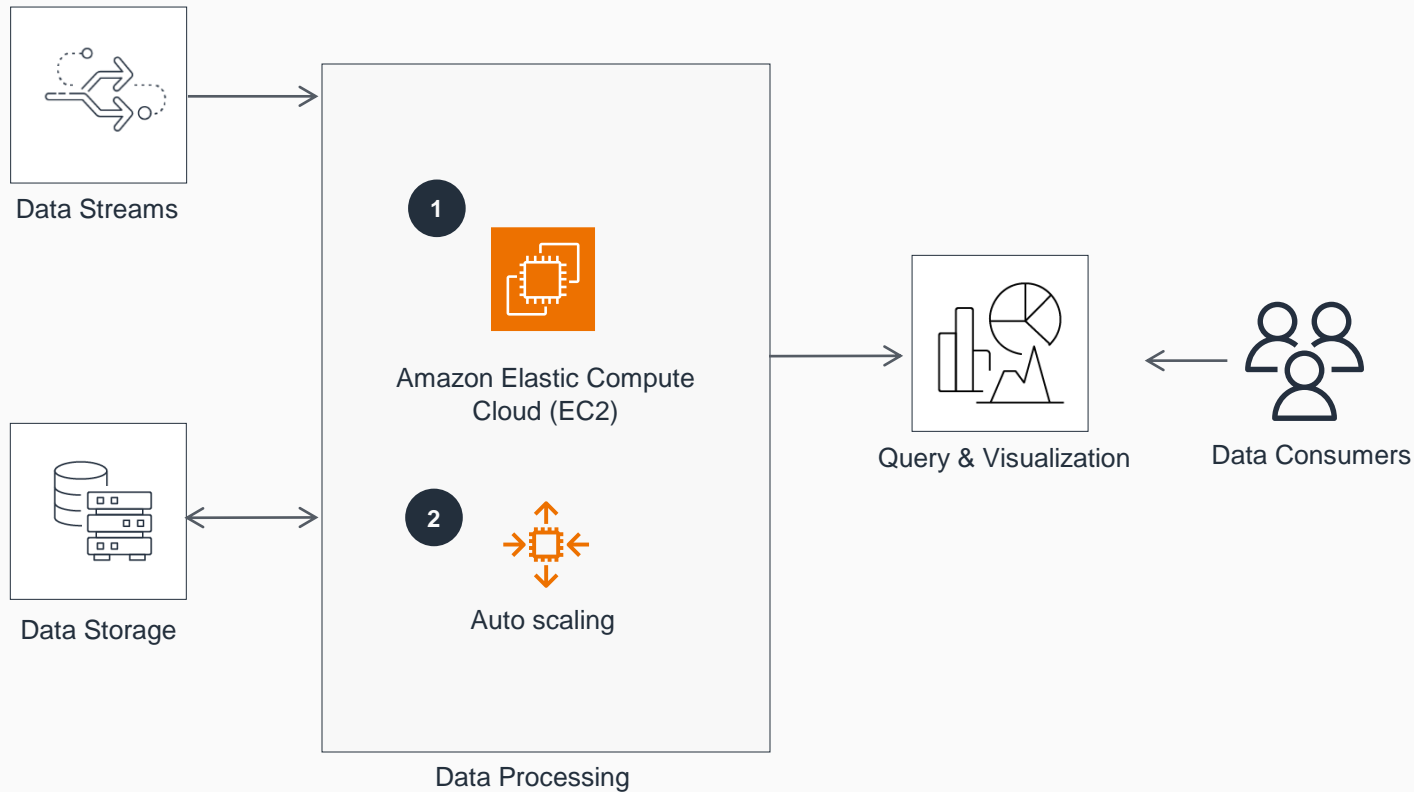 Data Streams
1
Amazon Elastic Compute
Cloud (EC2)
Query & Visualization
Data Consumers
2
Auto scaling
Data Storage
Data Processing